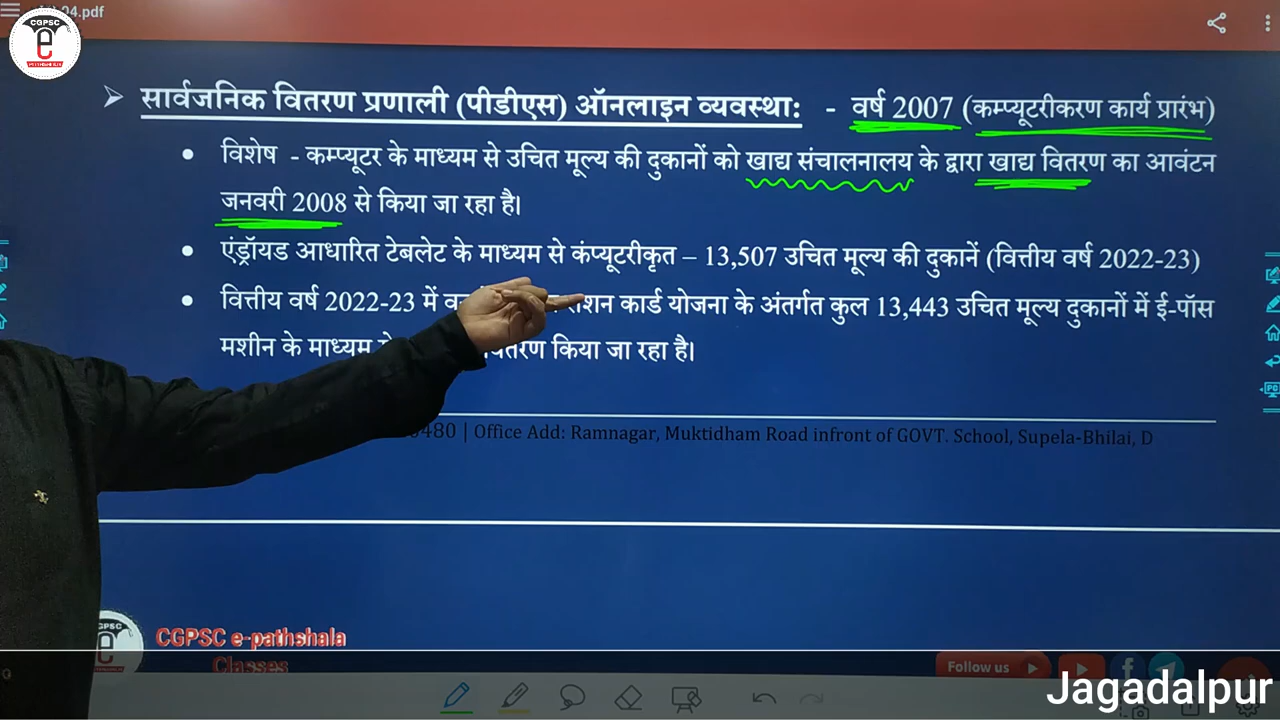 24.pdf
CGPSC
e
➤ सार्वजनिक वितरण प्रणाली (पीडीएस) ऑनलाइन व्यवस्था: - वर्ष 2007 (कम्प्यूटरीकरण कार्य प्रारंभ)
• विशेष - कम्प्यूटर के माध्यम से उचित मूल्य की दुकानों को खाद्य संचालनालय के द्वारा खाद्य वितरण का आवंटन
जनवरी 2008 से किया जा रहा है।
• एंड्रॉयड आधारित टेबलेट के माध्यम से कंप्यूटरीकृत – 13,507 उचित मूल्य की दुकानें (वित्तीय वर्ष 2022-23)
• वित्तीय वर्ष 2022-23 में राशन कार्ड योजना के अंतर्गत कुल 13,443 उचित मूल्य दुकानों में ई-पॉस
मशीन के माध्यम वितरण किया जा रहा है।
480 | Office Add: Ramnagar, Muktidham Road infront of GOVT. School, Supela-Bhilai, D
CGPSC e-pathshala
Classes
Follow us
Jagadalpur